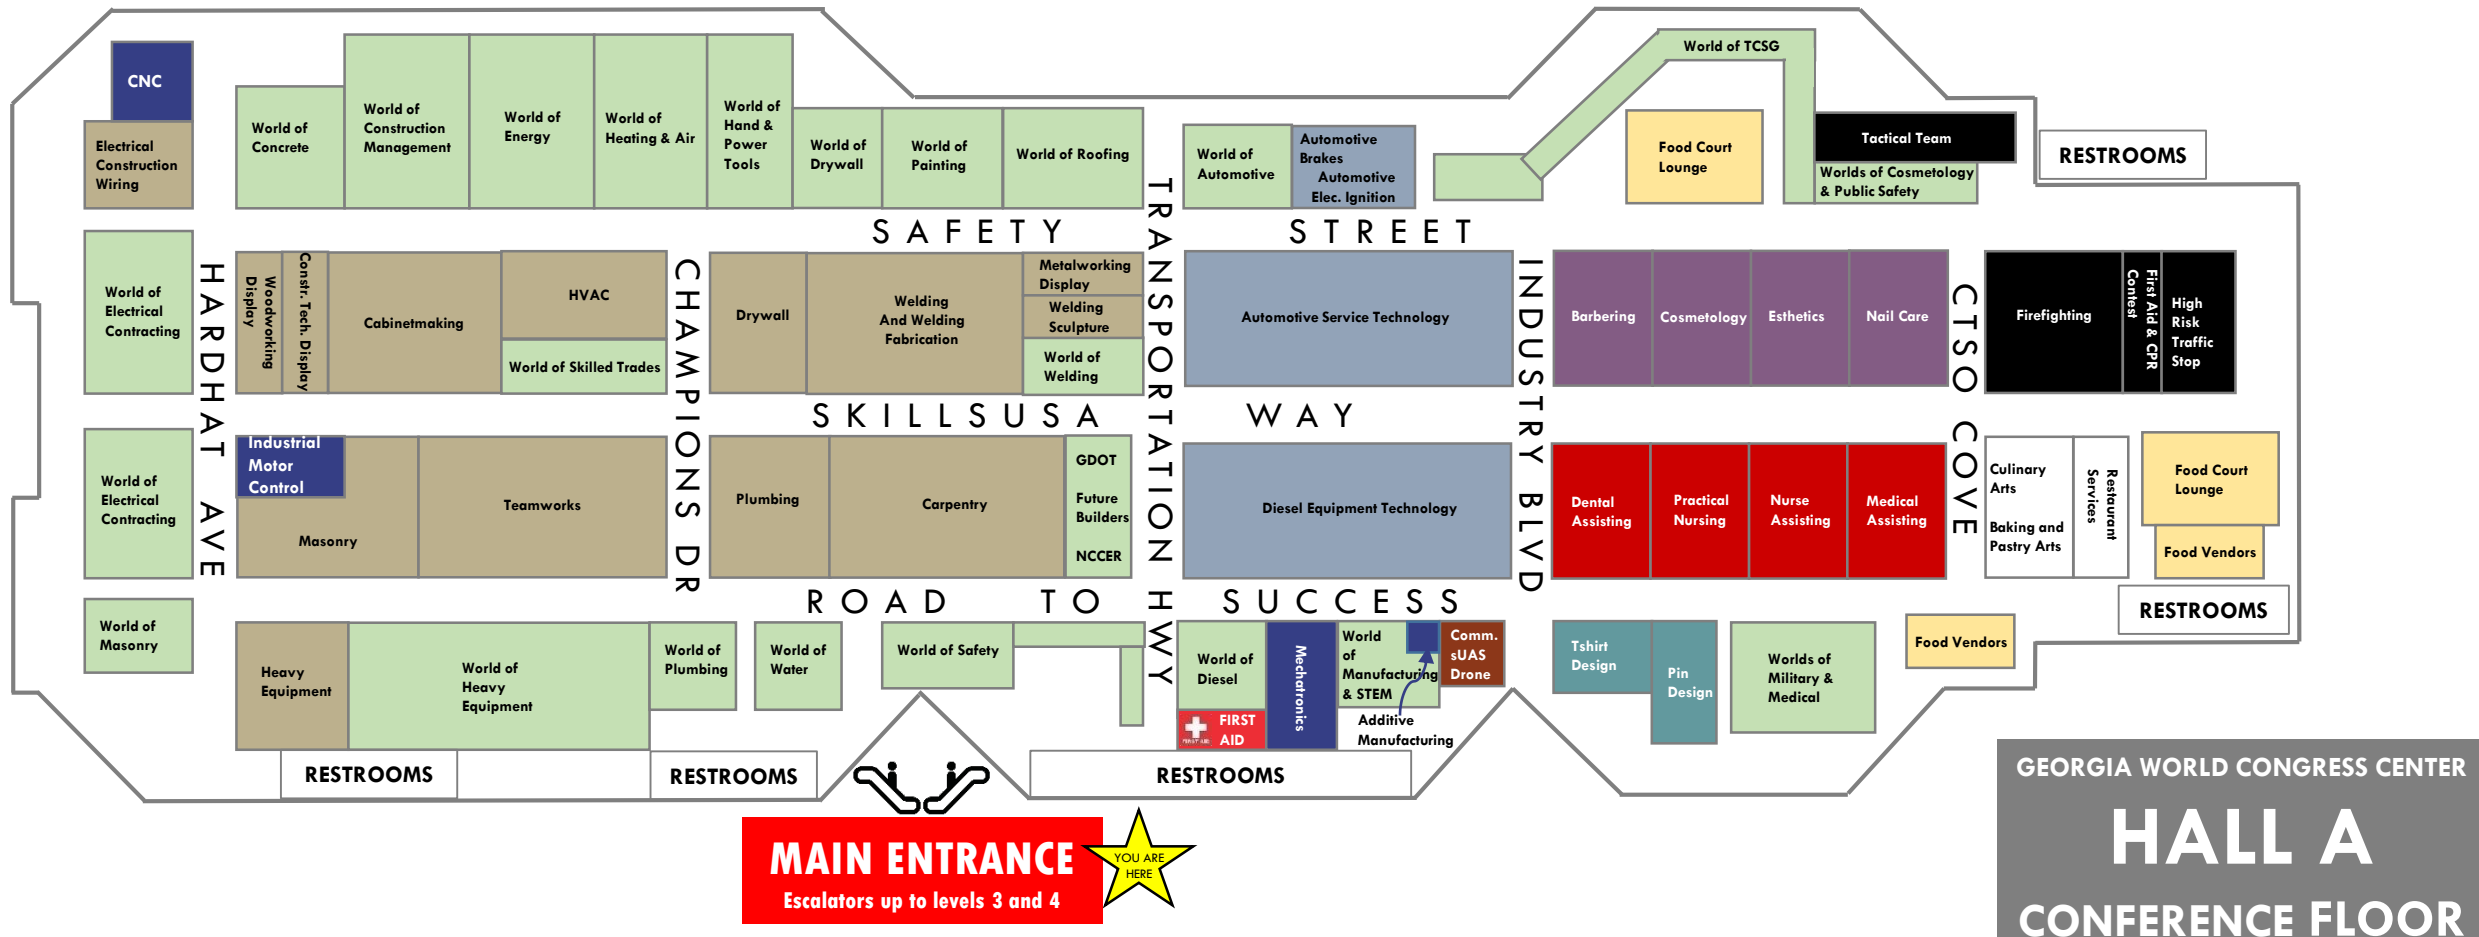 CNC
Electrical
Construction
Wiring
World of
Concrete
World of
Construction
Management
World of
Energy
World of
Heating & Air
World of
Hand &
Power
Tools
World of
Drywall
World of
Painting
World of Roofing
World of
Automotive
Automotive
Brakes
Automotive
Elec. Ignition
World of TCSG
Food Court
Lounge
Tactical Team
Worlds of Cosmetology
& Public Safety
RESTROOMS
SAFETY STREET
HARDHAT AVE
CHAMPIONS DR
TRANSPORTATION HWY
INDUSTRY BLVD
CTSO COVE
World of
Electrical
Contracting
Woodworking
Display
Constr. Tech. Display
Cabinetmaking
HVAC
World of Skilled Trades
Drywall
Welding
And Welding
Fabrication
Metalworking
Display
Welding
Sculpture
World of
Welding
Automotive Service Technology
Barbering
Cosmetology
Esthetics
Nail Care
Firefighting
First Aid & CPR
Contest
High
Risk
Traffic
Stop
SKILLSUSA WAY
World of
Electrical
Contracting
Industrial
Motor
Control
Masonry
Teamworks
Plumbing
Carpentry
GDOT
Future
Builders
NCCER
Diesel Equipment Technology
Dental
Assisting
Practical
Nursing
Nurse
Assisting
Medical
Assisting
Culinary
Arts
Baking and
Pastry Arts
Restaurant
Services
Food Court
Lounge
Food Vendors
RESTROOMS
ROAD TO SUCCESS
World of
Masonry
Heavy
Equipment
World of
Heavy
Equipment
World of
Plumbing
World of
Water
World of Safety
World of
Diesel
FIRST AID
FIRST
AID
Mechatronics
World
of
Manufacturing
& STEM
Additive
Manufacturing
Comm.
sUAS
Drone
Tshirt
Design
Pin
Design
Worlds of
Military &
Medical
Food Vendors
RESTROOMS
RESTROOMS
RESTROOMS
MAIN ENTRANCE
Escalators up to levels 3 and 4
YOU ARE
HERE
GEORGIA WORLD CONGRESS CENTER
HALL A
CONFERENCE FLOOR